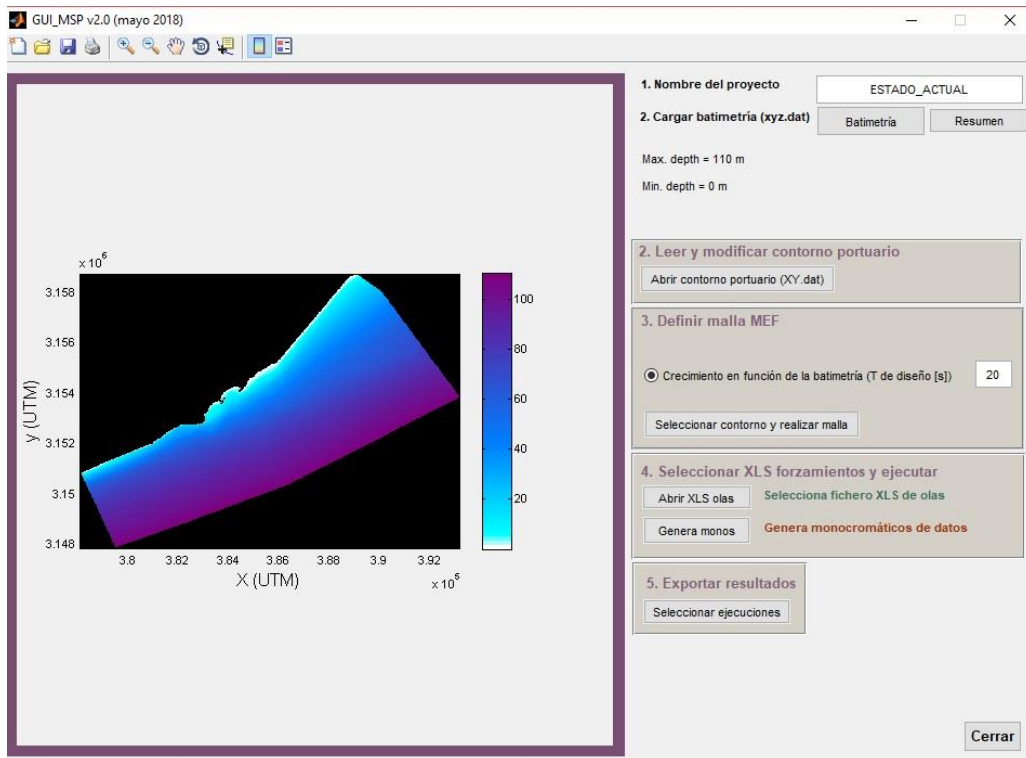 GUI_MSP v2.0 (mayo 2018)
1. Nombre del proyecto
ESTADO_ACTUAL
2. Cargar batimetría (xyz.dat)
Batimetría
Resumen
Max. depth = 110 m
Min. depth = 0 m
2. Leer y modificar contorno portuario
Abrir contorno portuario (XY.dat)
3. Definir malla MEF
Crecimiento en función de la batimetría (T de diseño [s])
20
Seleccionar contorno y realizar malla
4. Seleccionar XLS forzamientos y ejecutar
Abrir XLS olas
Selecciona fichero XLS de olas
Genera monos
Genera monocromáticos de datos
5. Exportar resultados
Seleccionar ejecuciones
Cerrar
x 10^6
3.158
3.156
3.154
3.152
3.15
3.148
y (UTM)
3.8 3.82 3.84 3.86 3.88 3.9 3.92
X (UTM)
x 10^5
100
80
60
40
20